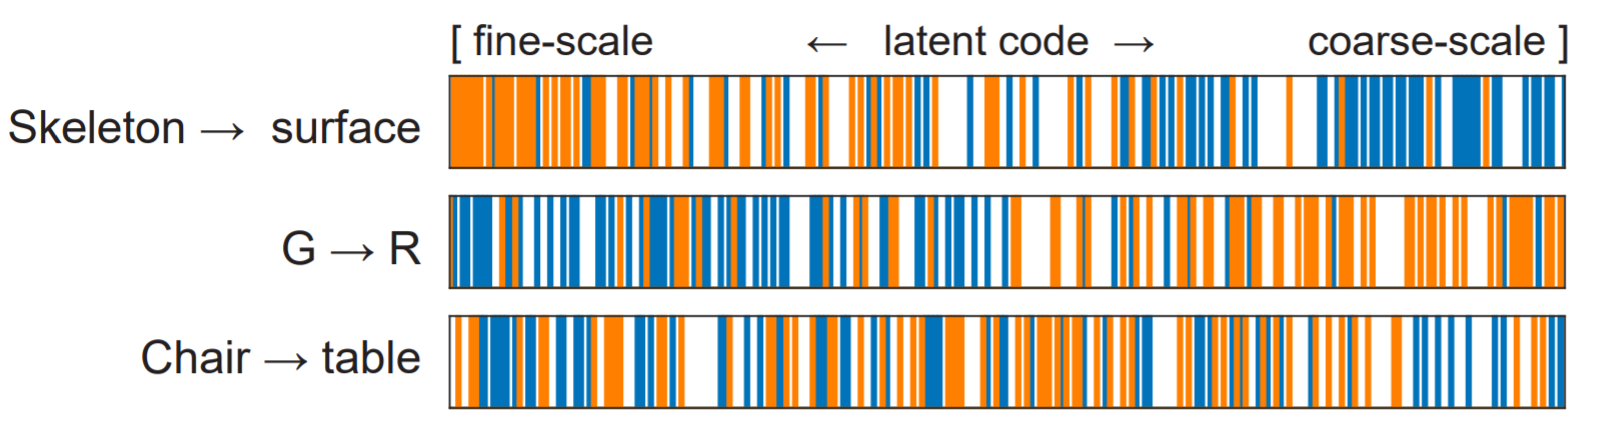 [ fine-scale ← latent code → coarse-scale ]
Skeleton → surface
G → R
Chair → table